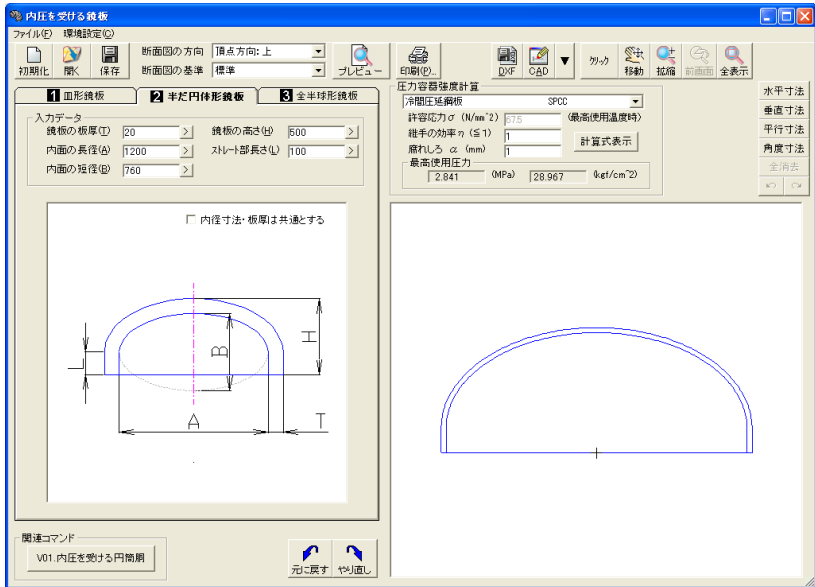 内圧を受ける鏡板
ファイル(F) 環境設定(C)
初期化 開く 保存
断面図の方向 頂点方向:上
断面図の基準 標準
プレビュー 印刷(P).. DXF CAD ▼ クリック 移動 拡縮 前画面 全表示
1 皿形鏡板 2 半だ円体形鏡板 3 全半球形鏡板
入力データ
鏡板の板厚(T) 20 > 鏡板の高さ(H) 500 >
内面の長径(A) 1200 > ストレート部長さ(L) 100 >
内面の短径(B) 760 >
圧力容器強度計算
冷間圧延鋼板 SPCC
許容応力σ (N/mm^2) 67.5 (最高使用温度時)
継手の効率η (≦1) 1
腐れしろ α (mm) 1
計算式表示
最高使用圧力
2.841 (MPa) 28.967 (kgf/cm^2)
水平寸法
垂直寸法
平行寸法
角度寸法
全消去
内径寸法・板厚は共通とする
H
B
L
A
T
関連コマンド
V01.内圧を受ける円筒胴
元に戻す やり直し